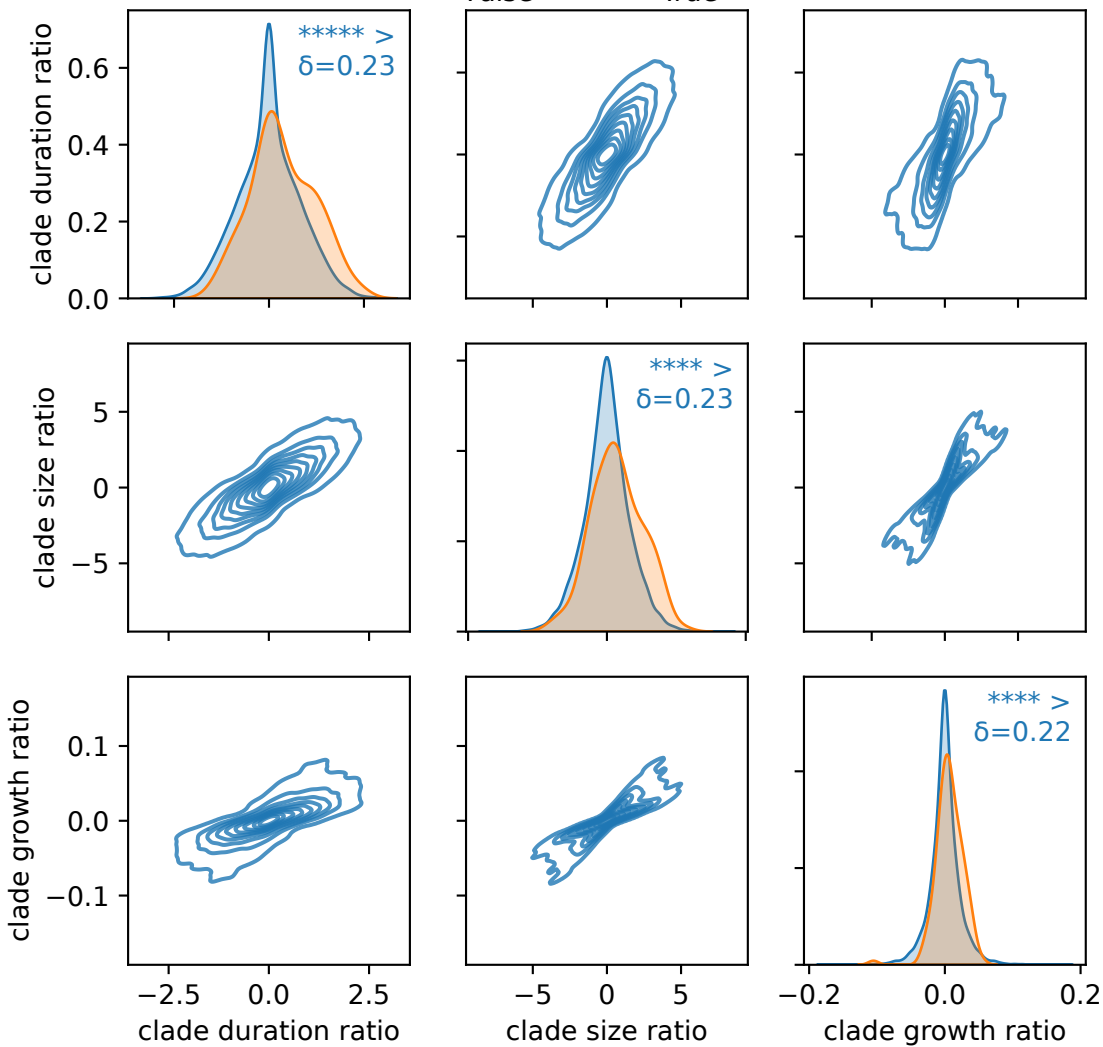 clade duration ratio
0.6
0.4
0.2
0.0
***** >
δ=0.23
clade size ratio
5
0
−5
**** >
δ=0.23
clade growth ratio
0.1
0.0
−0.1
**** >
δ=0.22
−2.5 0.0 2.5
clade duration ratio
−5 0 5
clade size ratio
−0.2 0.0 0.2
clade growth ratio